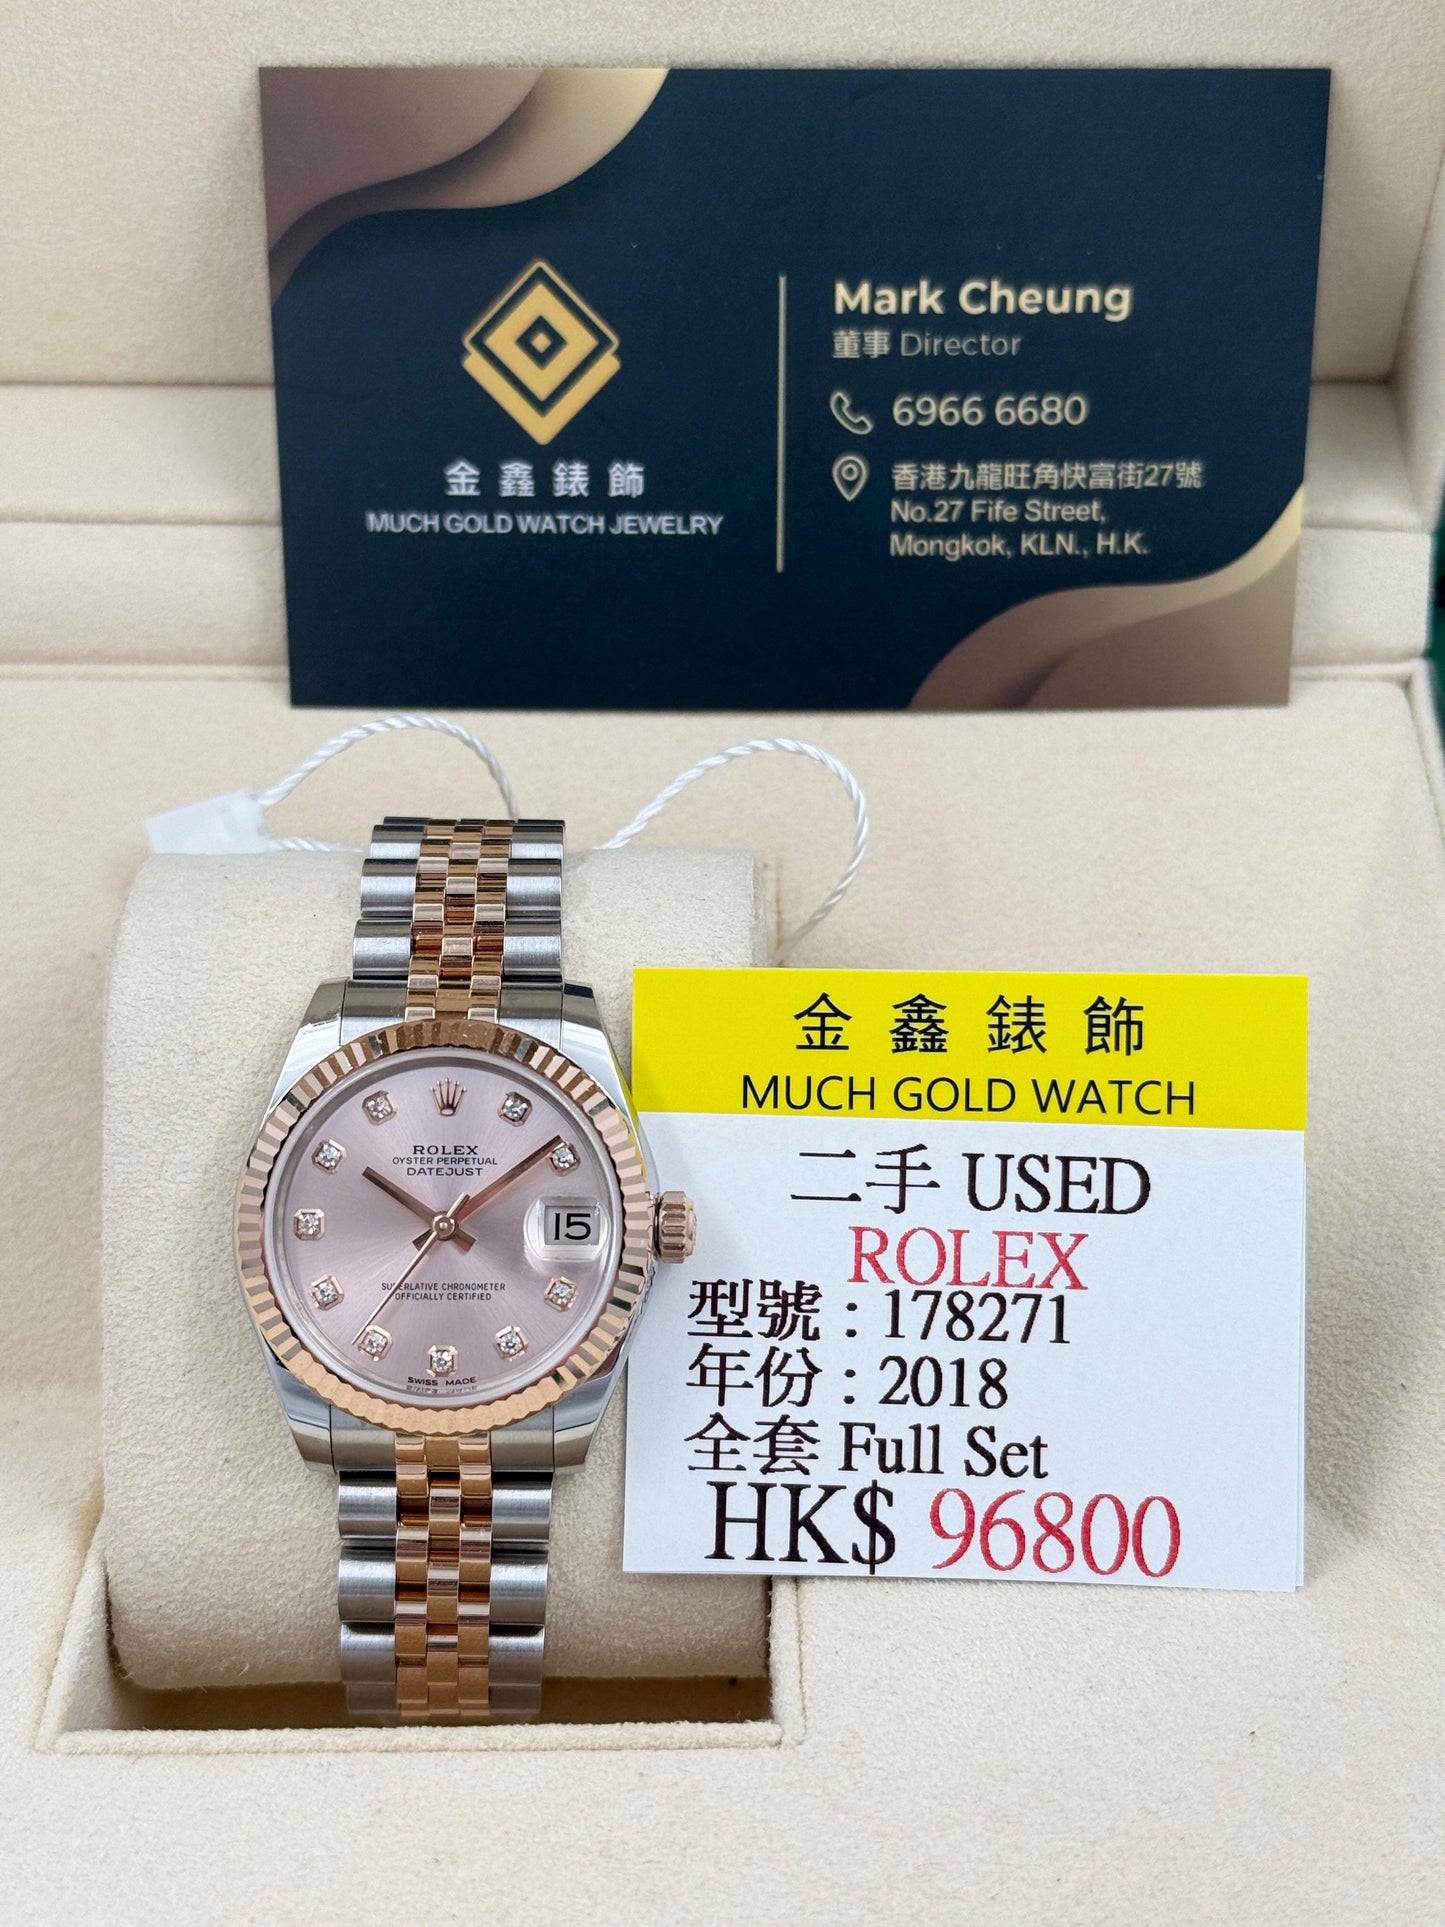 Mark Cheung
董事 Director
6966 6680
香港九龍旺角快富街27號
No.27 Fife Street,
Mongkok, KLN., H.K.
金鑫錶飾
MUCH GOLD WATCH JEWELRY
ROLEX
OYSTER PERPETUAL
DATEJUST
15
SUPERLATIVE CHRONOMETER
OFFICIALLY CERTIFIED
SWISS MADE
金鑫錶飾
MUCH GOLD WATCH
二手 USED
ROLEX
型號：178271
年份：2018
全套 Full Set
HK$ 96800